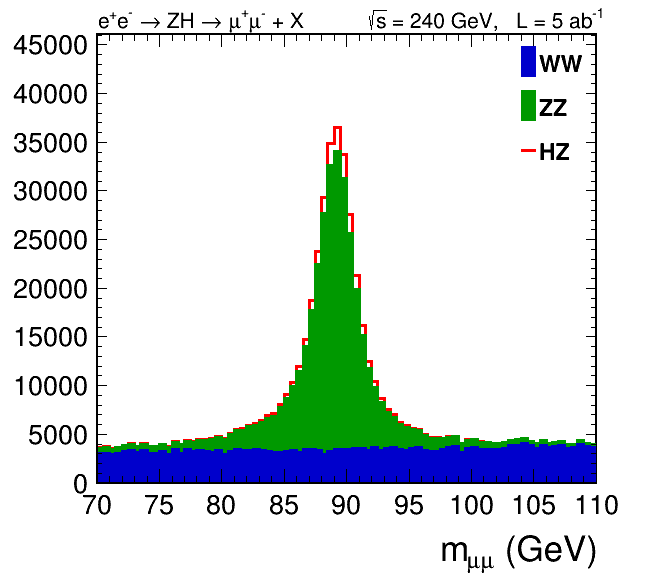 e⁺e⁻ → ZH → μ⁺μ⁻ + X √s = 240 GeV, L = 5 ab⁻¹
45000
40000
35000
30000
25000
20000
15000
10000
5000
0
WW
ZZ
HZ
70 75 80 85 90 95 100 105 110
m_μμ (GeV)